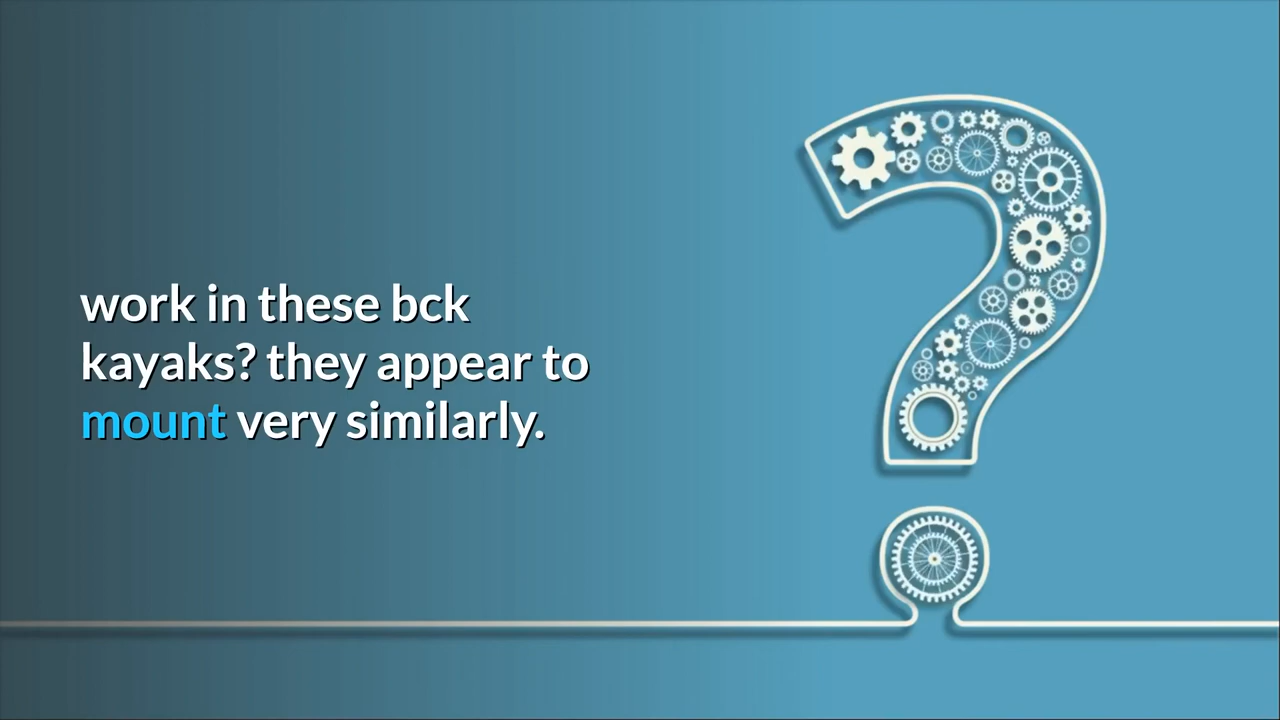 work in these bck
kayaks? they appear to
mount very similarly.